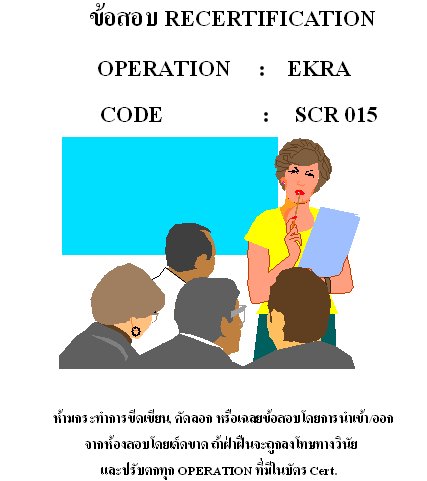 ข้อสอบ RECERTIFICATION
OPERATION : EKRA
CODE : SCR 015
ห้ามกระทำการขีดเขียน, คัดลอก หรือเฉลยข้อสอบโดยการนำเข้า/ออก
จากห้องสอบโดยเด็ดขาด ถ้าฝ่าฝืนจะถูกลงโทษทางวินัย
และปรับตกทุก OPERATION ที่มีในบัตร Cert.